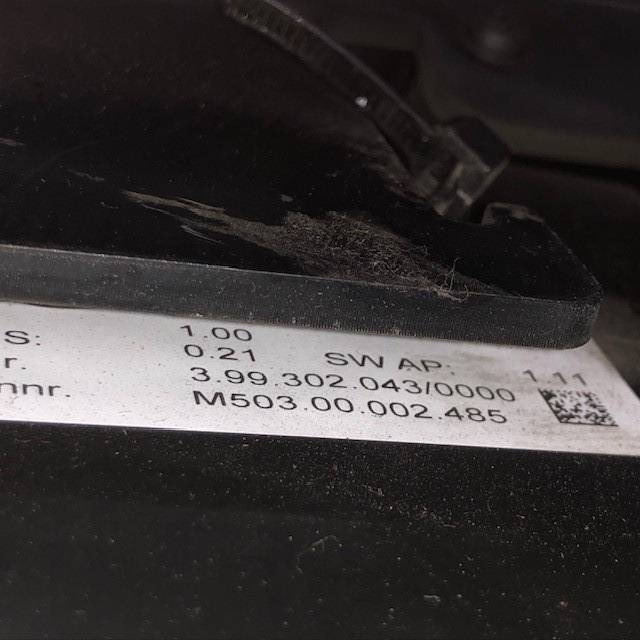 1.00
S: 0.21 SW AP: 1.11
r. 3.99.302.043/0000
nnr. M503.00.002.485